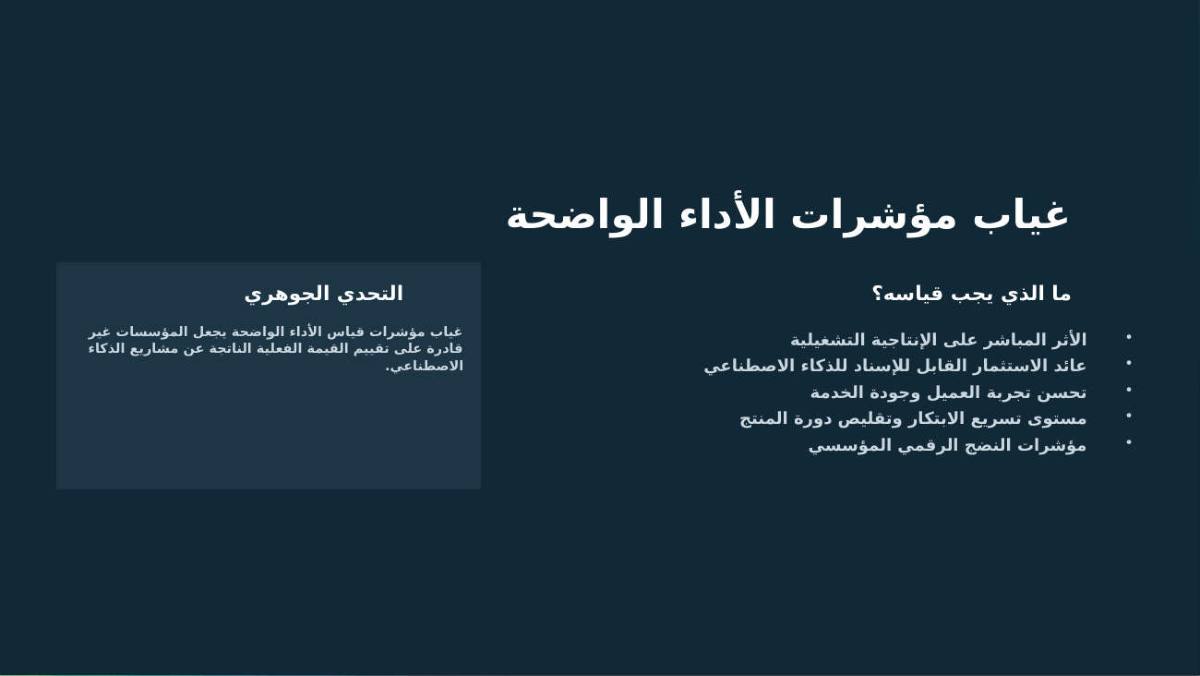 غياب مؤشرات الأداء الواضحة
ما الذي يجب قياسه؟
• الأثر المباشر على الإنتاجية التشغيلية
• عائد الاستثمار القابل للإسناد للذكاء الاصطناعي
• تحسن تجربة العميل وجودة الخدمة
• مستوى تسريع الابتكار وتقليص دورة المنتج
• مؤشرات النضج الرقمي المؤسسي
التحدي الجوهري
غياب مؤشرات قياس الأداء الواضحة يجعل المؤسسات غير
قادرة على تقييم القيمة الفعلية الناتجة عن مشاريع الذكاء
الاصطناعي.